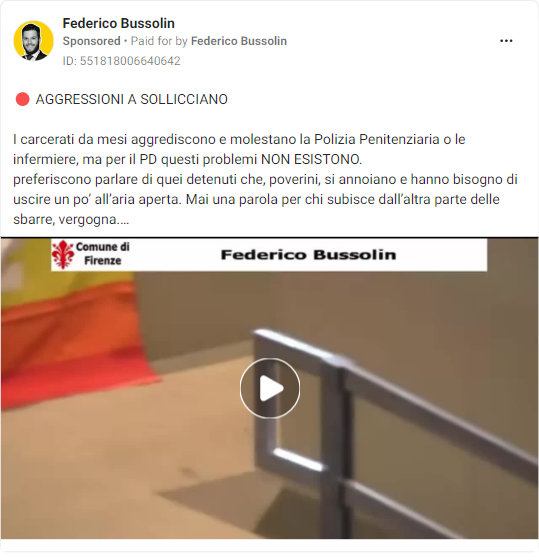 Federico Bussolin
Sponsored • Paid for by Federico Bussolin
ID: 551818006640642
🔴 AGGRESSIONI A SOLLICCIANO
I carcerati da mesi aggrediscono e molestano la Polizia Penitenziaria o le
infermiere, ma per il PD questi problemi NON ESISTONO.
preferiscono parlare di quei detenuti che, poverini, si annoiano e hanno bisogno di
uscire un po’ all’aria aperta. Mai una parola per chi subisce dall’altra parte delle
sbarre, vergogna....
Comune di
Firenze
Federico Bussolin